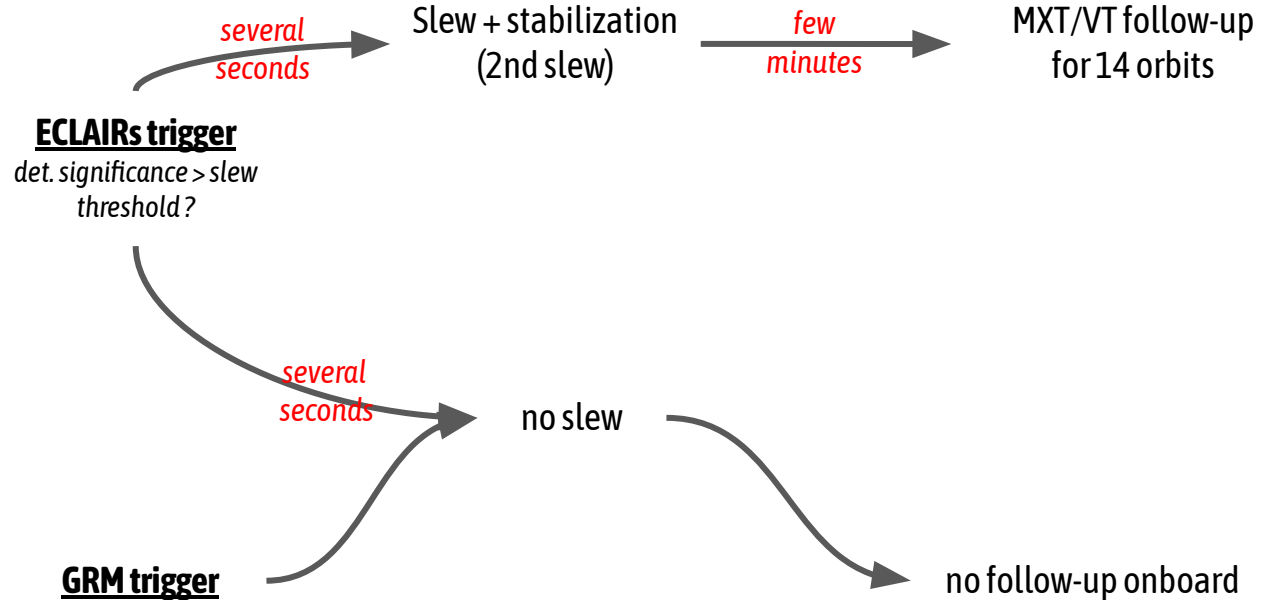 several
seconds
Slew + stabilization
(2nd slew)
few
minutes
MXT/VT follow-up
for 14 orbits
ECLAIRs trigger
det. significance > slew
threshold ?
several
seconds
no slew
GRM trigger
no follow-up onboard